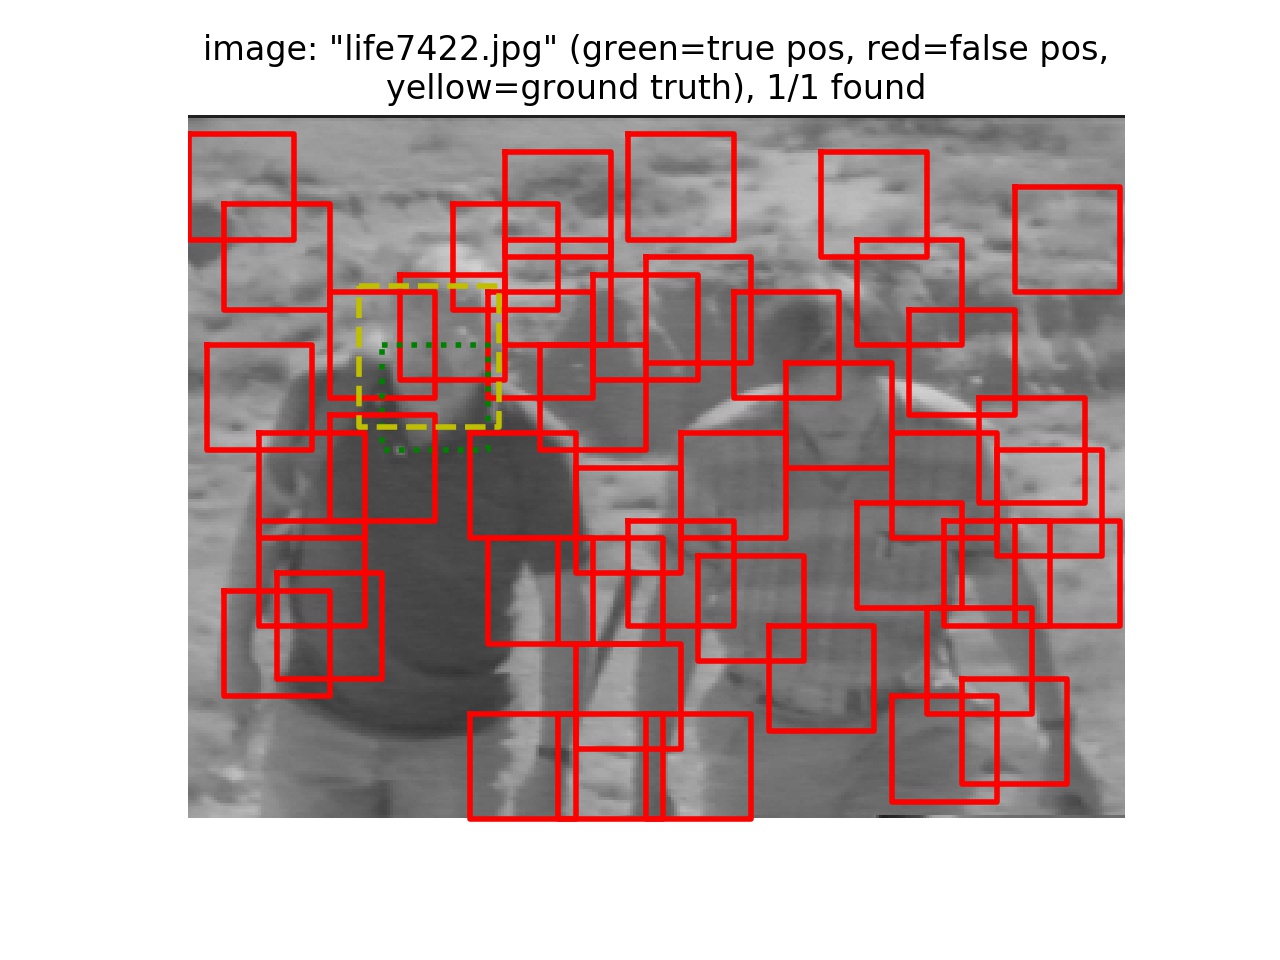 image: "life7422.jpg" (green=true pos, red=false pos,
yellow=ground truth), 1/1 found